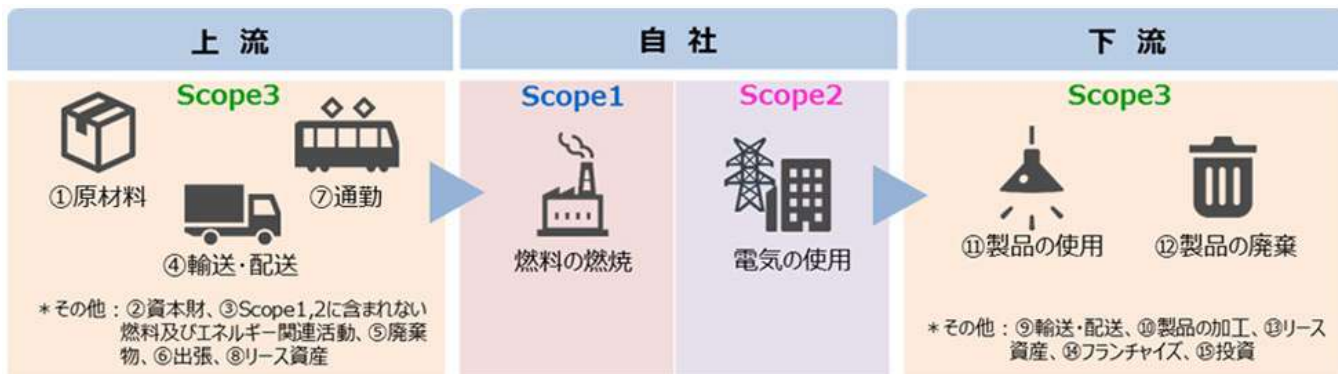 上流
Scope3
①原材料
⑦通勤
④輸送・配送
＊その他：②資本財、③Scope1,2に含まれない
燃料及びエネルギー関連活動、⑤廃棄
物、⑥出張、⑧リース資産
自社
Scope1
燃料の燃焼
Scope2
電気の使用
下流
Scope3
⑪製品の使用
⑫製品の廃棄
＊その他：⑨輸送・配送、⑩製品の加工、⑬リース
資産、⑭フランチャイズ、⑮投資